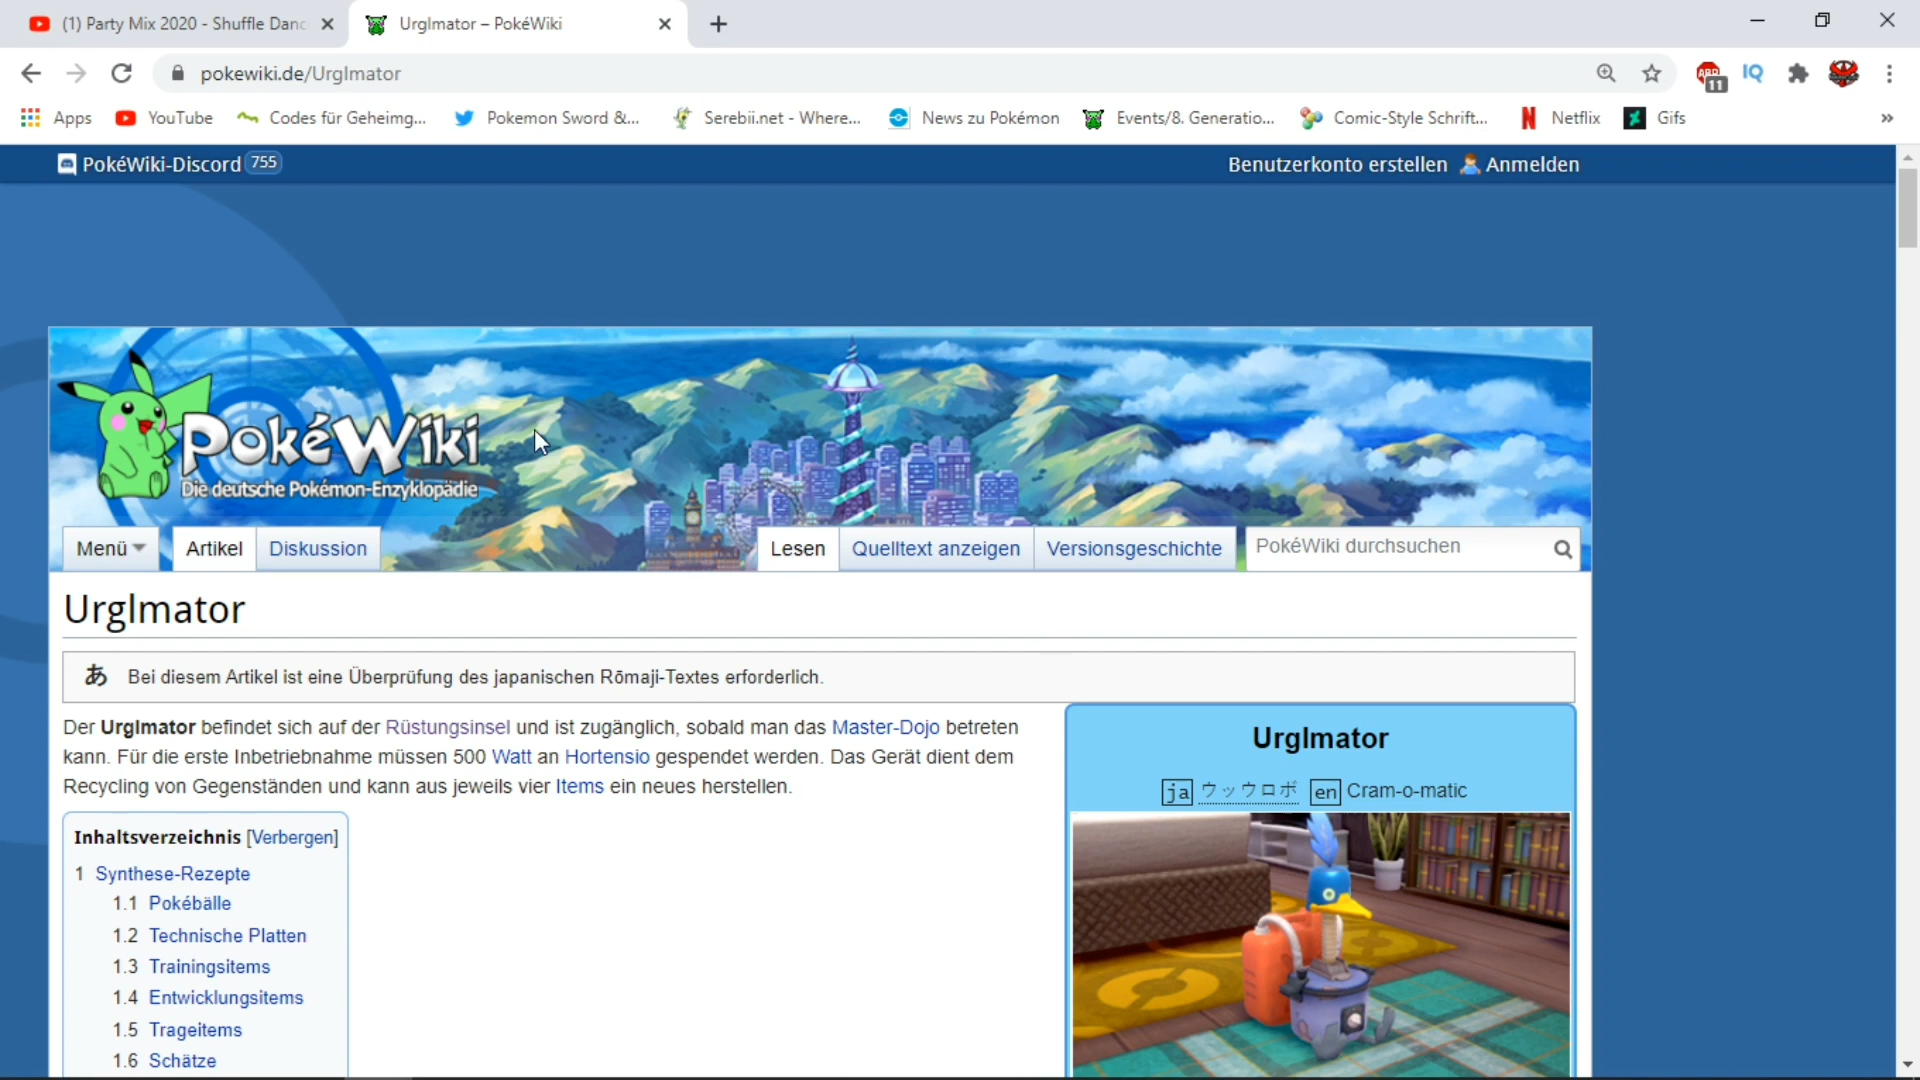 (1) Party Mix 2020 - Shuffle Danc
Urglmator – PokéWiki
pokewiki.de/Urglmator
ABP
11
IQ
Apps
YouTube
Codes für Geheimg...
Pokemon Sword &...
Serebii.net - Where...
News zu Pokémon
Events/8. Generatio...
Comic-Style Schrift...
Netflix
Gifs
»
PokéWiki-Discord 755
Benutzerkonto erstellen
Anmelden
PokéWiki
Die deutsche Pokémon-Enzyklopädie
Menü
Artikel
Diskussion
Lesen
Quelltext anzeigen
Versionsgeschichte
PokéWiki durchsuchen
Urglmator
あ Bei diesem Artikel ist eine Überprüfung des japanischen Rōmaji-Textes erforderlich.
Der Urglmator befindet sich auf der Rüstungsinsel und ist zugänglich, sobald man das Master-Dojo betreten
kann. Für die erste Inbetriebnahme müssen 500 Watt an Hortensio gespendet werden. Das Gerät dient dem
Recycling von Gegenständen und kann aus jeweils vier Items ein neues herstellen.
Urglmator
ja ウッウロボ en Cram-o-matic
Inhaltsverzeichnis [Verbergen]
1 Synthese-Rezepte
1.1 Pokébälle
1.2 Technische Platten
1.3 Trainingsitems
1.4 Entwicklungsitems
1.5 Trageitems
1.6 Schätze